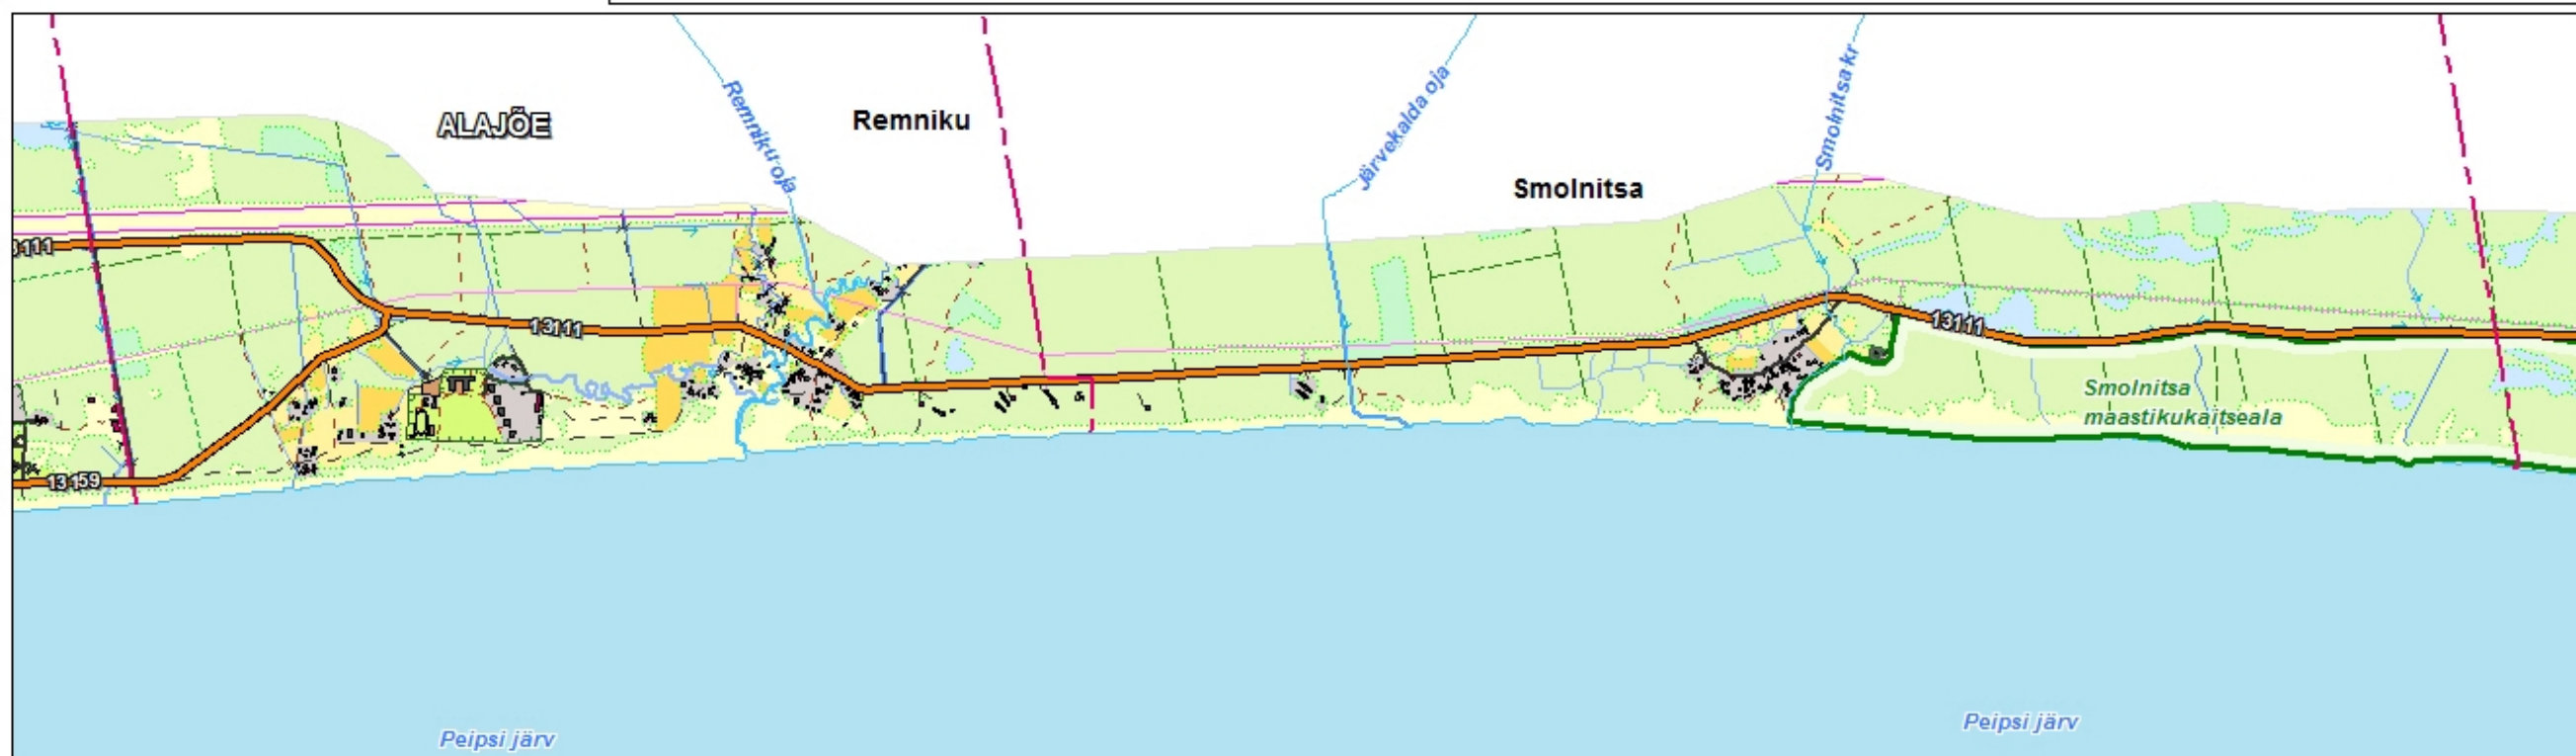 ALAJÕE
Remniku oja
Remniku
Järvekalda oja
Smolnitsa
Smolnitsa kr
3111
13111
13111
13159
Smolnitsa
maastikukaitseala
Peipsi järv
Peipsi järv